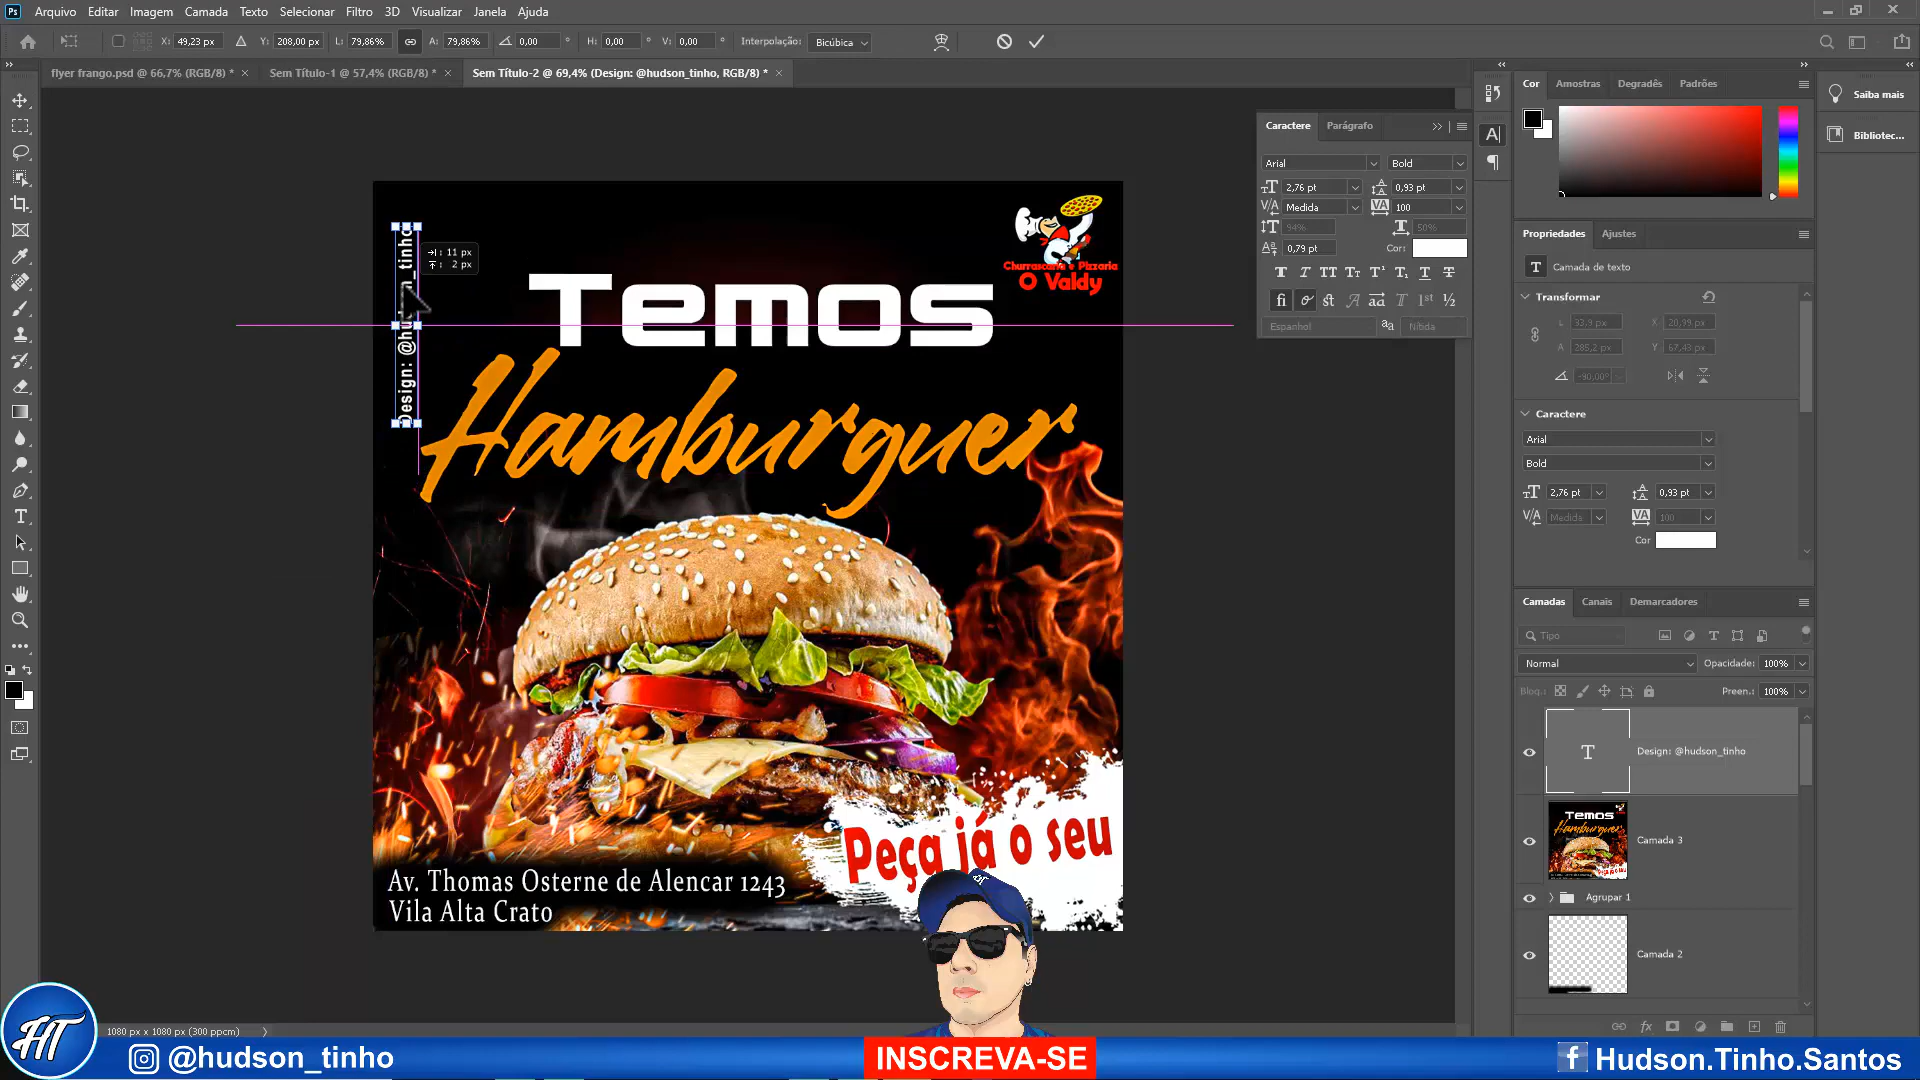 Ps Arquivo Editar Imagem Camada Texto Selecionar Filtro 3D Visualizar Janela Ajuda
X: 49,23 px Y: 208,00 px L: 79,86% A: 79,86% 0,00 ° H: 0,00 ° V: 0,00 ° Interpolação: Bicúbica
flyer frango.psd @ 66,7% (RGB/8) * × Sem Título-1 @ 57,4% (RGB/8) * × Sem Título-2 @ 69,4% (Design: @hudson_tinho, RGB/8) * ×
Caractere Parágrafo
Arial Bold
2,76 pt 0,93 pt
Medida 100
94% 50%
0,79 pt Cor:
Espanhol Nítida
Cor Amostras Degradês Padrões
Saiba mais
Bibliotec...
Propriedades Ajustes
Camada de texto
Transformar
L 33,9 px X 20,99 px
A 285,2 px Y 67,43 px
-90,00°
Caractere
Arial
Bold
2,76 pt 0,93 pt
Medida 100
Cor
Camadas Canais Demarcadores
Tipo
Normal Opacidade: 100%
Bloq.: Preen.: 100%
Design: @hudson_tinho
Camada 3
Agrupar 1
Camada 2
Design: @hudson_tinho
11 px
2 px
Churrascaria e Pizzaria
O Valdy
Temos
Hamburguer
Peça já o seu
Av. Thomas Osterne de Alencar 1243
Vila Alta Crato
1080 px x 1080 px (300 ppcm)
HT @hudson_tinho INSCREVA-SE Hudson.Tinho.Santos